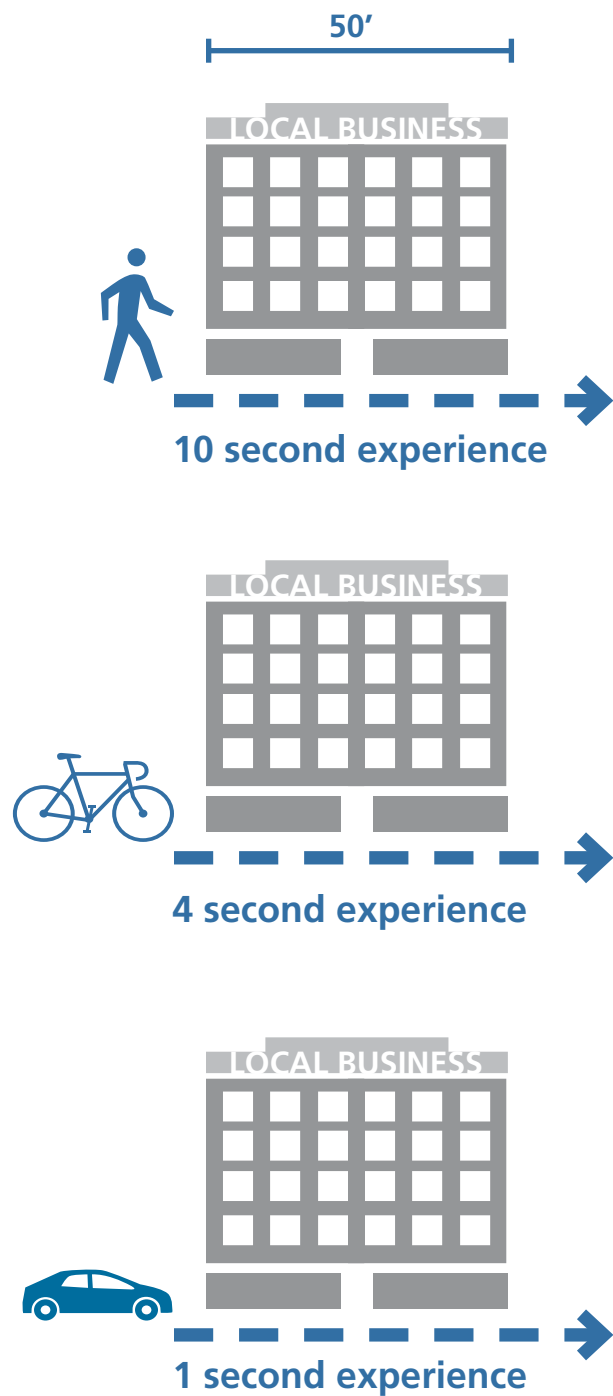 50’
LOCAL BUSINESS
10 second experience
LOCAL BUSINESS
4 second experience
LOCAL BUSINESS
1 second experience